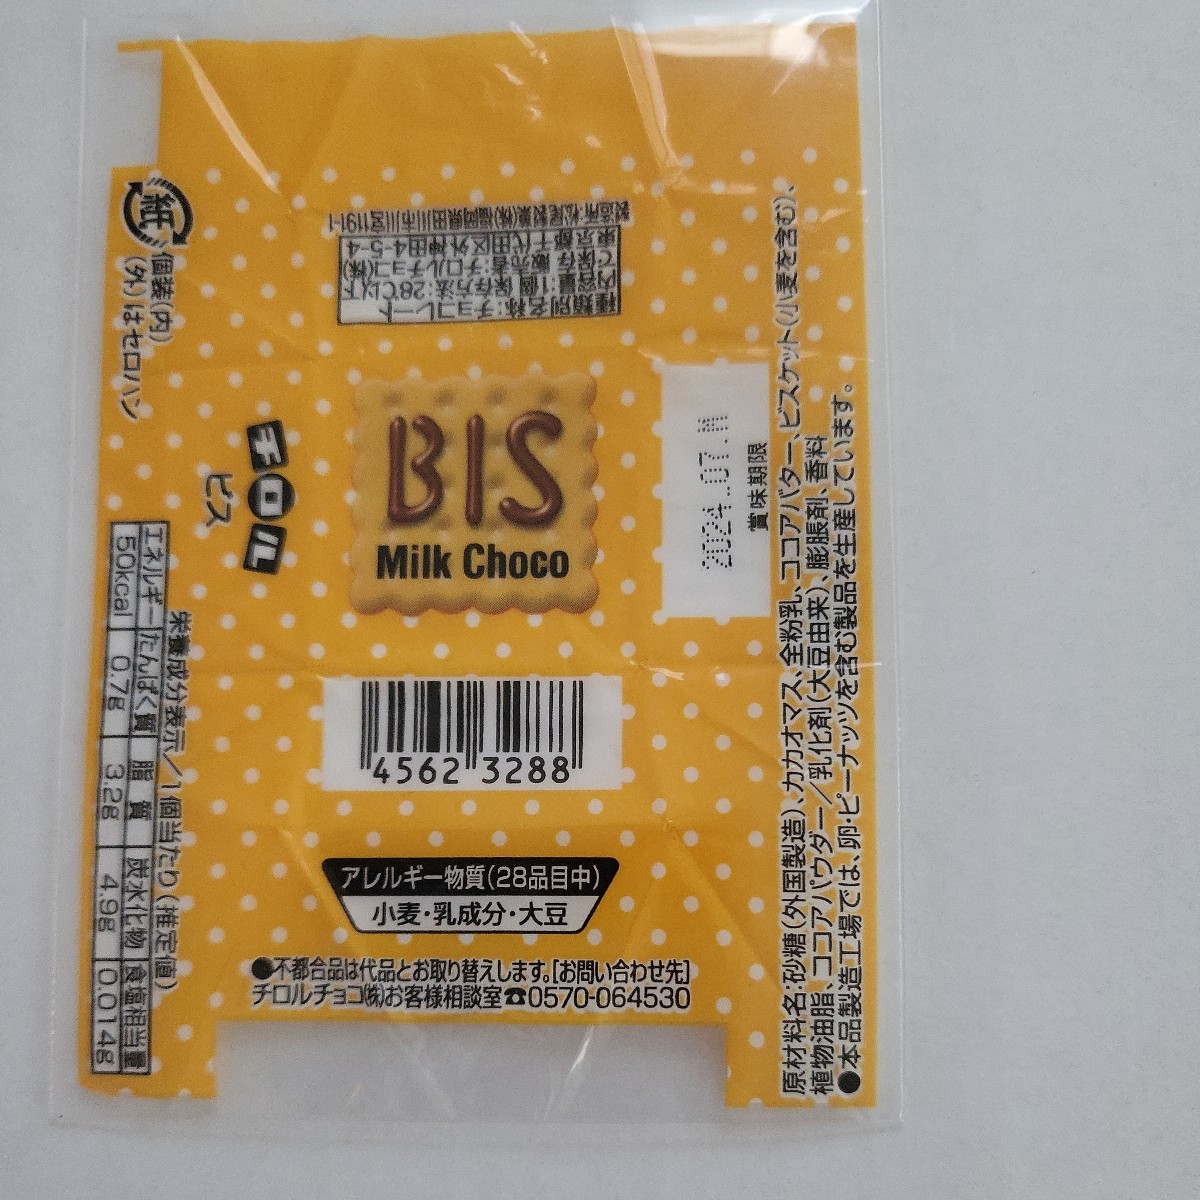 製造所:松尾製菓(株)福岡県田川市川宮1191-1
種類別名称:チョコレート
内容量:1個 保存方法:28℃以下
で保存 販売者:チロルチョコ(株)
東京都千代田区外神田4-5-4
紙
個装(内)
(外)はセロハン
BIS
Milk Choco
チロル
ビス
2024.07.
賞味期限
栄養成分表示/1個当たり(推定値)
エネルギー たんぱく質 脂質 炭水化物 食塩相当量
50kcal 0.7g 3.2g 4.9g 0.014g
4562 3288
アレルギー物質(28品目中)
小麦・乳成分・大豆
●不都合品は代品とお取り替えします。[お問い合わせ先]
チロルチョコ㈱お客様相談室☎0570-064530
原材料名:砂糖(外国製造)、カカオマス、全粉乳、ココアバター、ビスケット(小麦を含む)、
植物油脂、ココアパウダー/乳化剤(大豆由来)、膨脹剤、香料
●本品製造工場では、卵・ピーナッツを含む製品を生産しています。